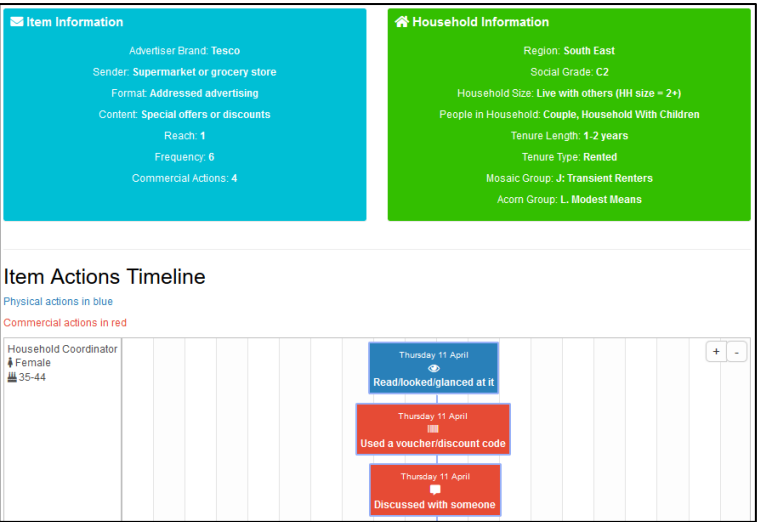 Item Information
Advertiser Brand: Tesco
Sender: Supermarket or grocery store
Format: Addressed advertising
Content: Special offers or discounts
Reach: 1
Frequency: 6
Commercial Actions: 4
Household Information
Region: South East
Social Grade: C2
Household Size: Live with others (HH size = 2+)
People in Household: Couple, Household With Children
Tenure Length: 1-2 years
Tenure Type: Rented
Mosaic Group: J: Transient Renters
Acorn Group: L. Modest Means
Item Actions Timeline
Physical actions in blue
Commercial actions in red
Household Coordinator
Female
35-44
+ -
Thursday 11 April
Read/looked/glanced at it
Thursday 11 April
Used a voucher/discount code
Thursday 11 April
Discussed with someone